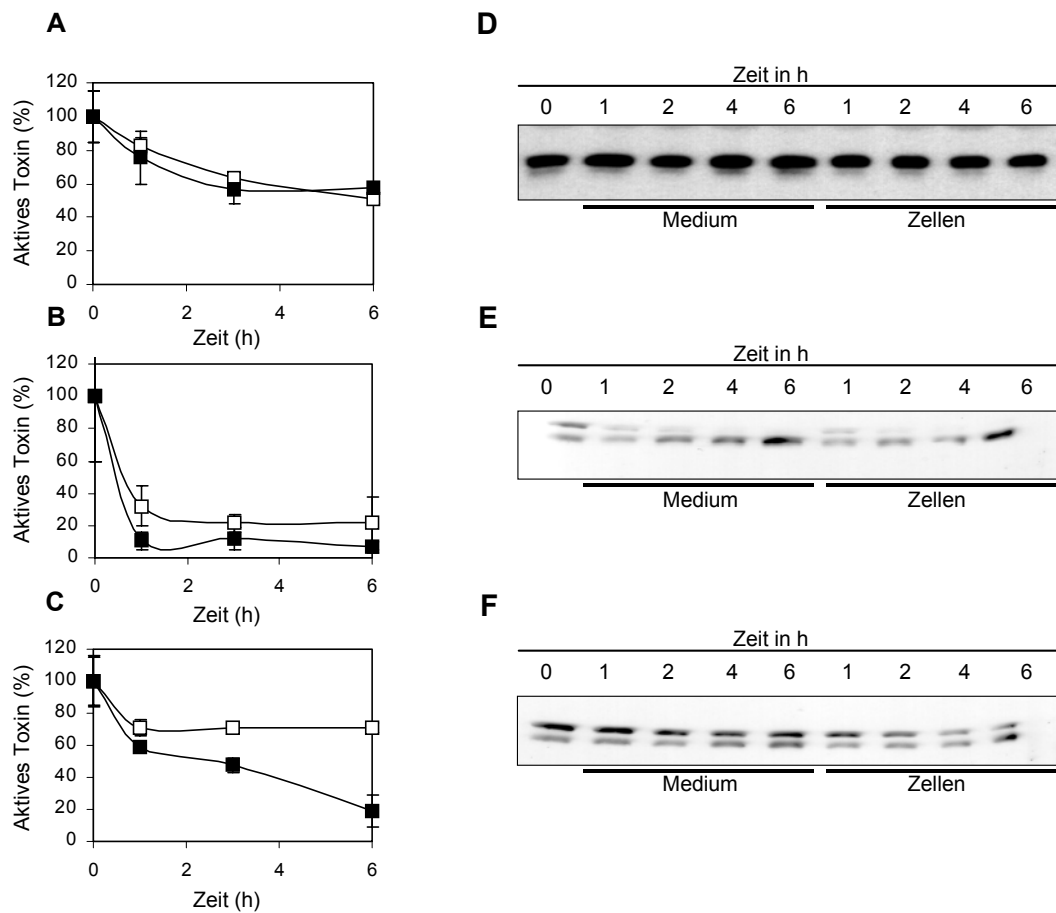 A
Aktives Toxin (%)
120
100
80
60
40
20
0
0 2 4 6
Zeit (h)
B
Aktives Toxin (%)
120
100
80
60
40
20
0
0 2 4 6
Zeit (h)
C
Aktives Toxin (%)
120
100
80
60
40
20
0
0 2 4 6
Zeit (h)
D
Zeit in h
0 1 2 4 6 1 2 4 6
Medium Zellen
E
Zeit in h
0 1 2 4 6 1 2 4 6
Medium Zellen
F
Zeit in h
0 1 2 4 6 1 2 4 6
Medium Zellen